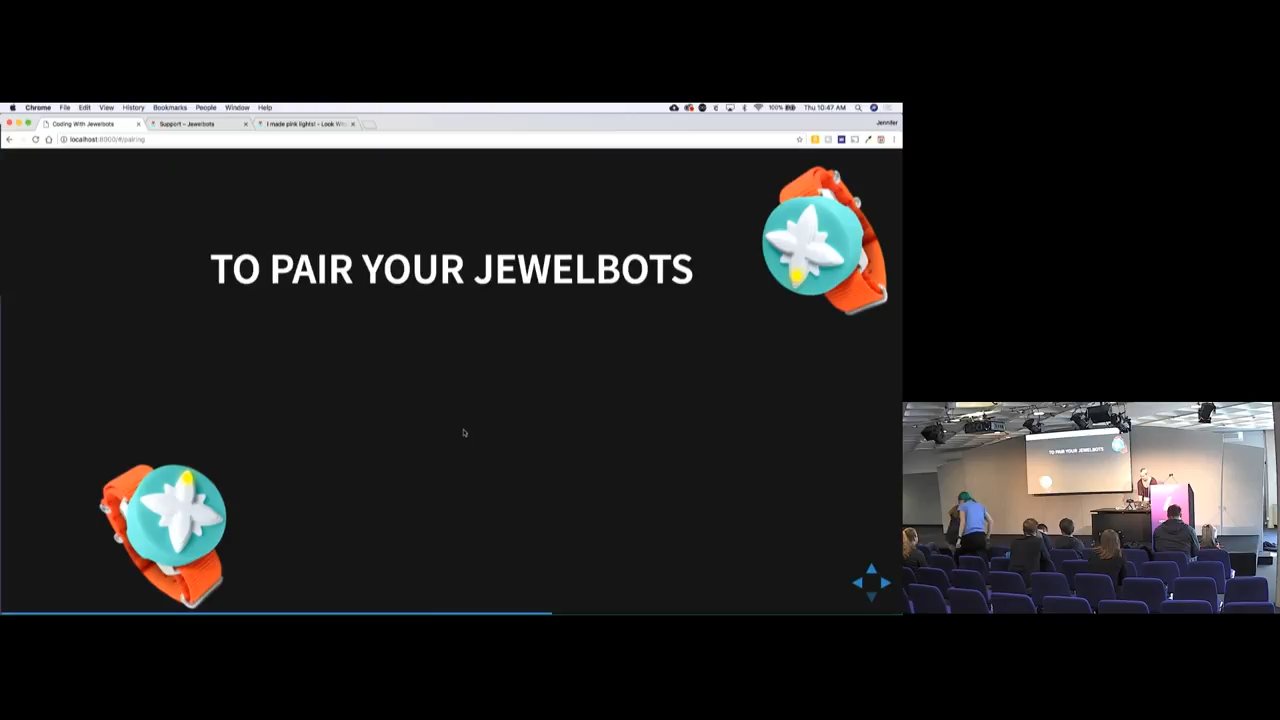 Chrome File Edit View History Bookmarks People Window Help
100% Thu 10:47 AM
Coding With Jewelbots
Support – Jewelbots
I made pink lights! - Look Wh
Jennifer
localhost:8000/#/pairing
TO PAIR YOUR JEWELBOTS
TO PAIR YOUR JEWELBOTS